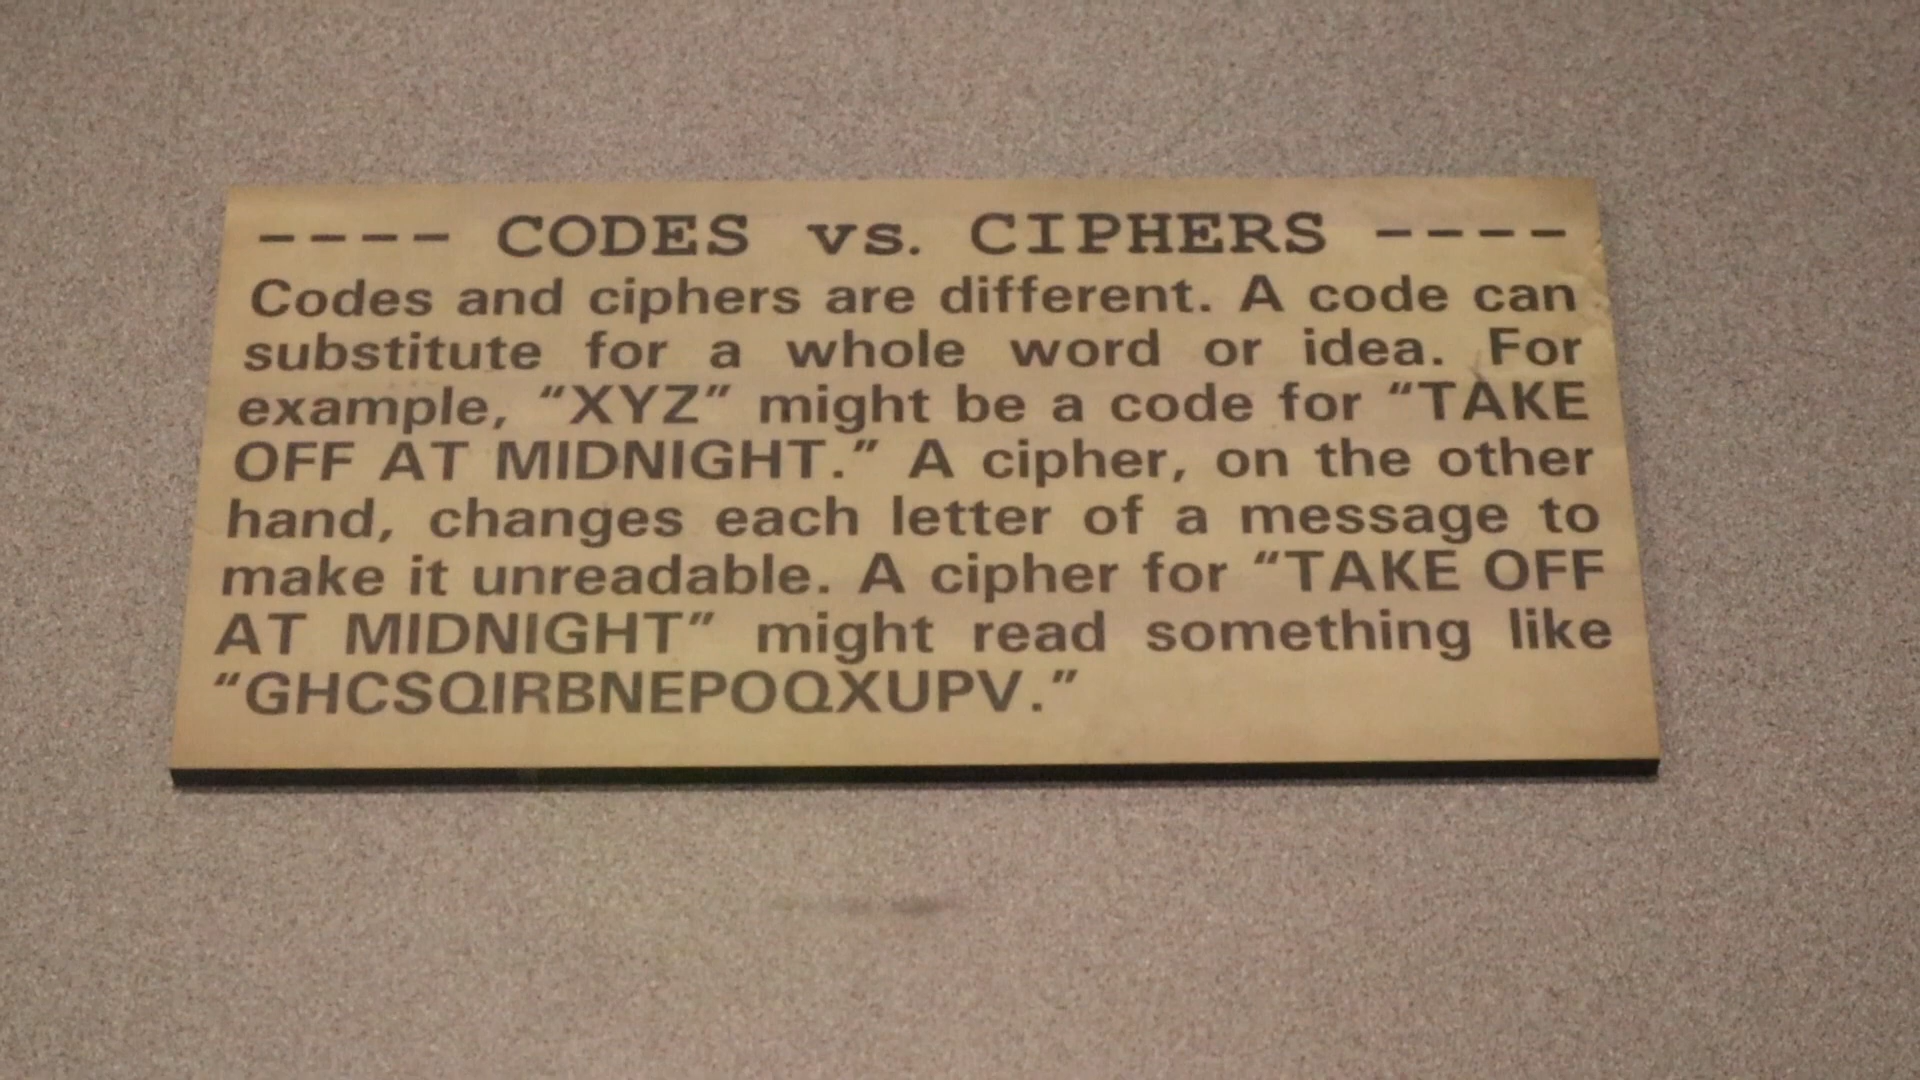 ---- CODES vs. CIPHERS ----
Codes and ciphers are different. A code can
substitute for a whole word or idea. For
example, “XYZ” might be a code for “TAKE
OFF AT MIDNIGHT.” A cipher, on the other
hand, changes each letter of a message to
make it unreadable. A cipher for “TAKE OFF
AT MIDNIGHT” might read something like
“GHCSQIRBNEPOQXUPV.”